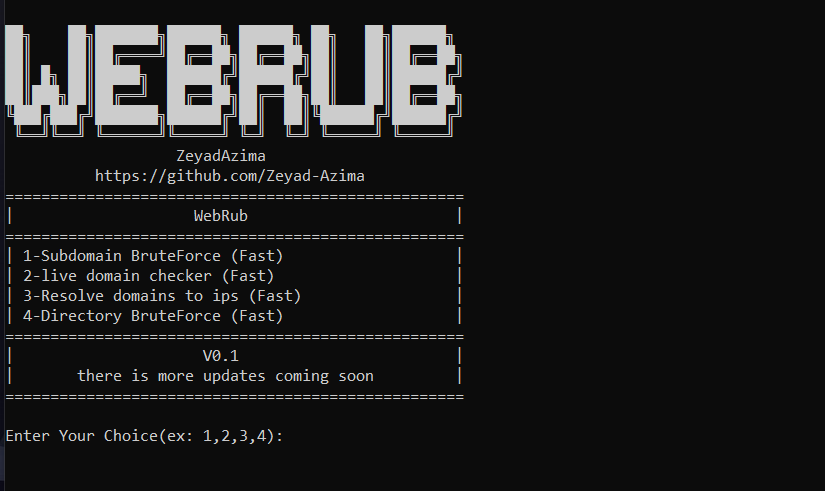 WEBRUB
ZeyadAzima
https://github.com/Zeyad-Azima
===================================================
| WebRub |
===================================================
| 1-Subdomain BruteForce (Fast) |
| 2-live domain checker (Fast) |
| 3-Resolve domains to ips (Fast) |
| 4-Directory BruteForce (Fast) |
===================================================
| V0.1 |
| there is more updates coming soon |
===================================================
Enter Your Choice(ex: 1,2,3,4):